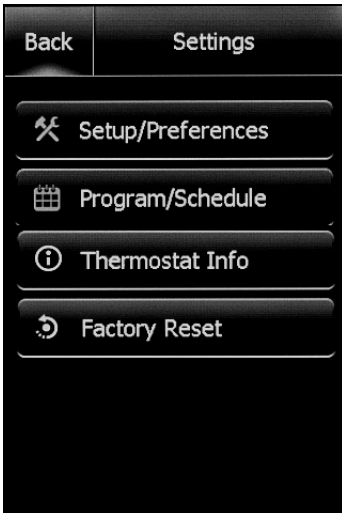 Back
Settings
Setup/Preferences
Program/Schedule
Thermostat Info
Factory Reset